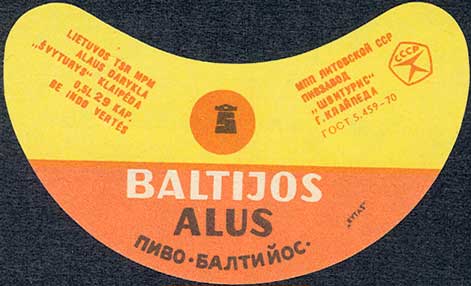 LIETUVOS TSR MPM
ALAUS DARYKLA
„ŠVYTURYS" KLAIPĖDA
0,5l. 29 KAP.
BE INDO VERTĖS
МПП ЛИТОВСКОЙ ССР
ПИВЗАВОД
„ШВИТУРИС"
Г. КЛАЙПЕДА
ГОСТ 5.459-70
СССР
BALTIJOS
ALUS
ПИВО · БАЛТИЙОС ·